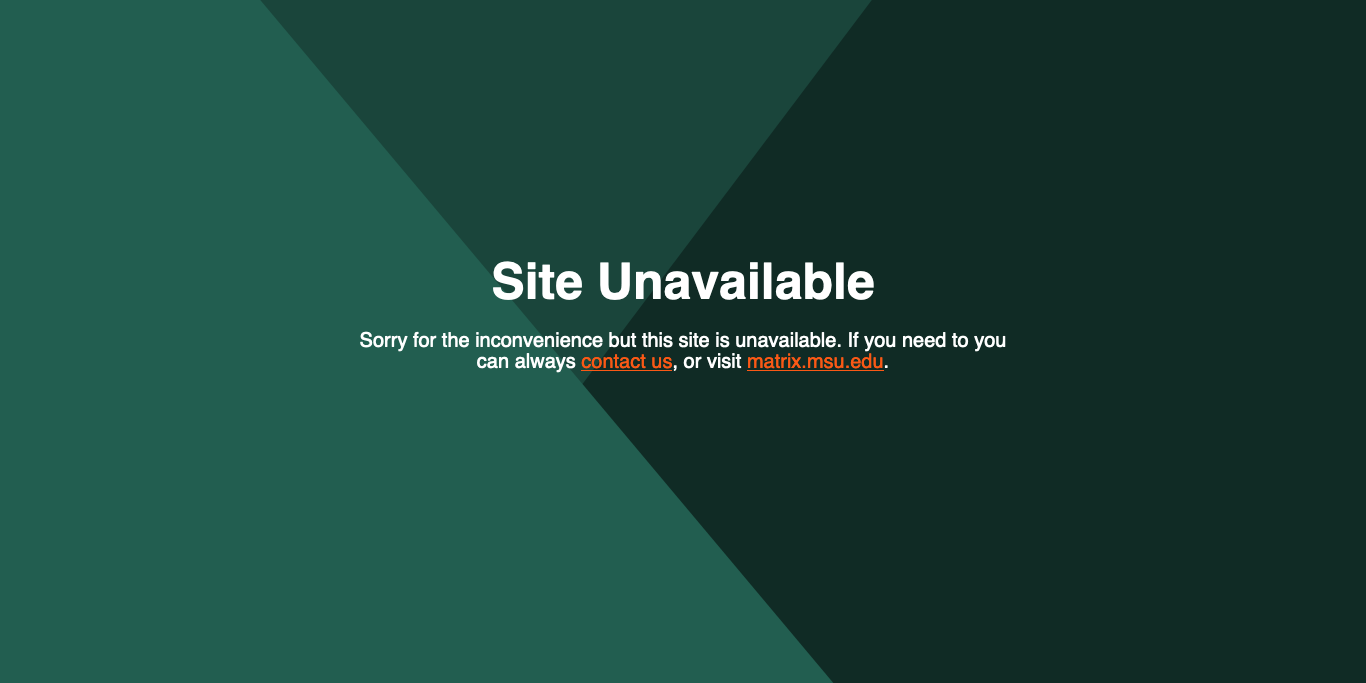 Site Unavailable
Sorry for the inconvenience but this site is unavailable. If you need to you
can always contact us, or visit matrix.msu.edu.